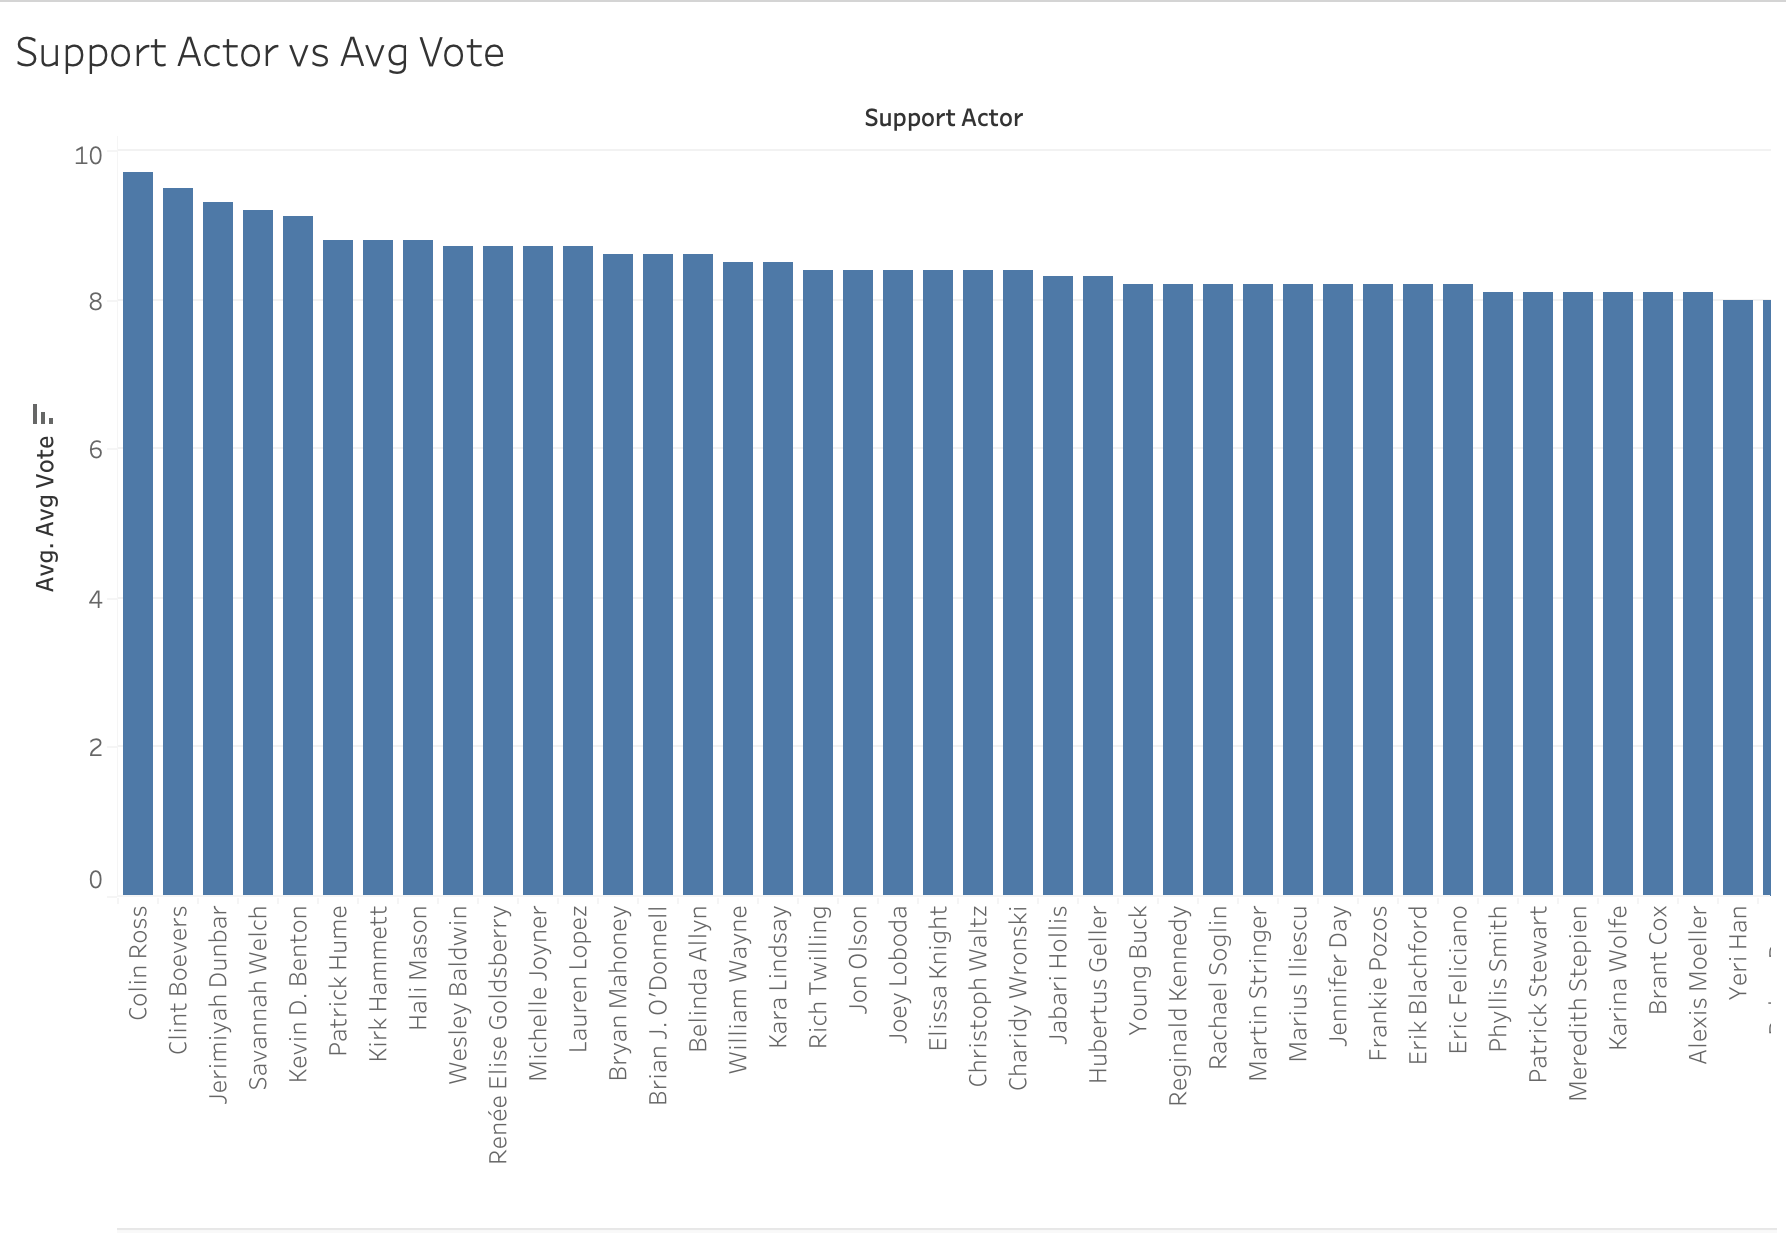 Support Actor vs Avg Vote
Support Actor
Avg. Avg Vote
10
8
6
4
2
0
Colin Ross
Clint Boevers
Jerimiyah Dunbar
Savannah Welch
Kevin D. Benton
Patrick Hume
Kirk Hammett
Hali Mason
Wesley Baldwin
Renée Elise Goldsberry
Michelle Joyner
Lauren Lopez
Bryan Mahoney
Brian J. O’Donnell
Belinda Allyn
William Wayne
Kara Lindsay
Rich Twilling
Jon Olson
Joey Loboda
Elissa Knight
Christoph Waltz
Charidy Wronski
Jabbari Hollis
Hubertus Geller
Young Buck
Reginald Kennedy
Rachael Soglin
Martin Stringer
Marius Iliescu
Jennifer Day
Frankie Pozos
Erik Blachford
Eric Feliciano
Phyllis Smith
Patrick Stewart
Meredith Stepien
Karina Wolfe
Brant Cox
Alexis Moeller
Yeri Han